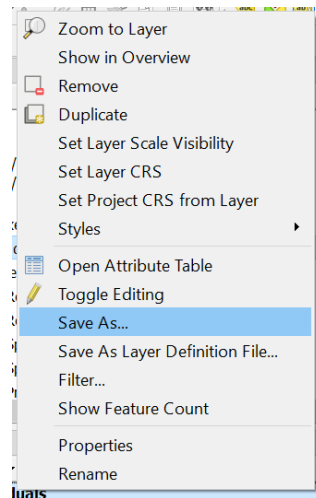 Zoom to Layer
Show in Overview
Remove
Duplicate
Set Layer Scale Visibility
Set Layer CRS
Set Project CRS from Layer
Styles
Open Attribute Table
Toggle Editing
Save As...
Save As Layer Definition File...
Filter...
Show Feature Count
Properties
Rename